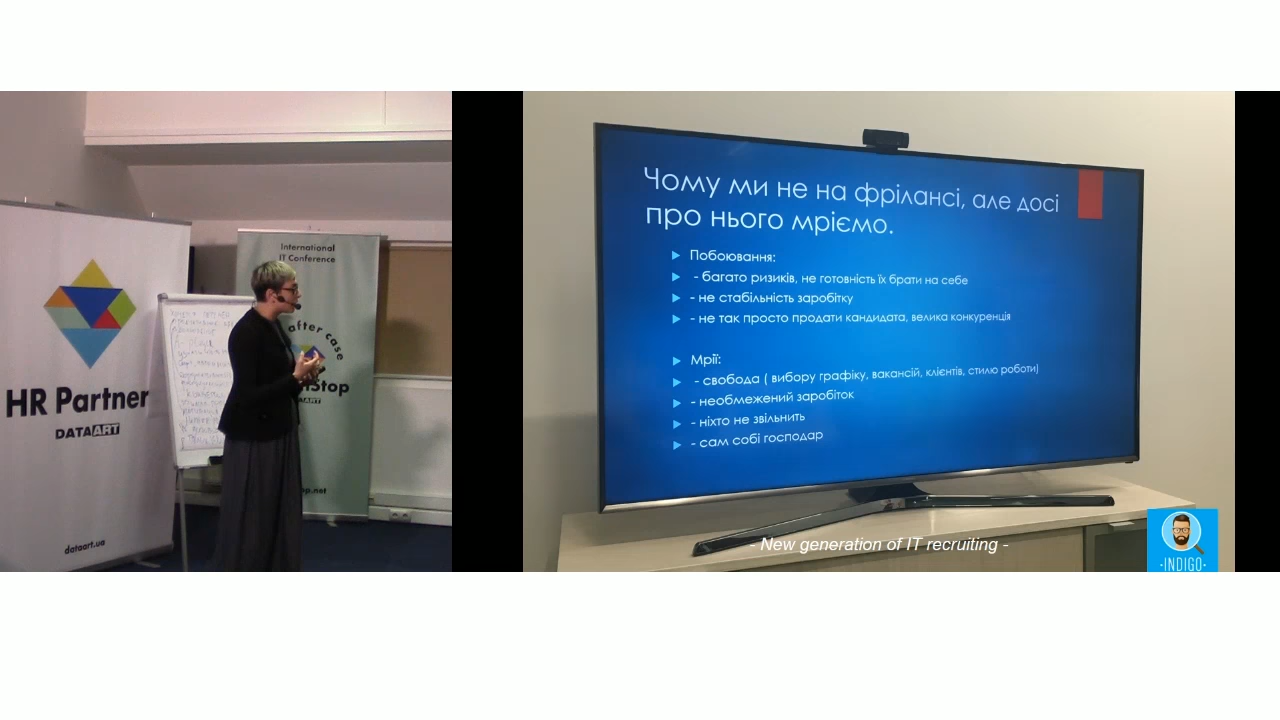 HR Partner
DATAART
dataart.ua
International
IT Conference
after case
Stop
ART
op.net
Чому ми не на фрілансі, але досі
про нього мріємо.
Побоювання:
- багато ризиків, не готовність їх брати на себе
- не стабільність заробітку
- не так просто продати кандидата, велика конкуренція
Мрії:
- свобода ( вибору графіку, вакансій, клієнтів, стилю роботи)
- необмежений заробіток
- ніхто не звільнить
- сам собі господар
- New generation of IT recruiting -
·INDIGO·